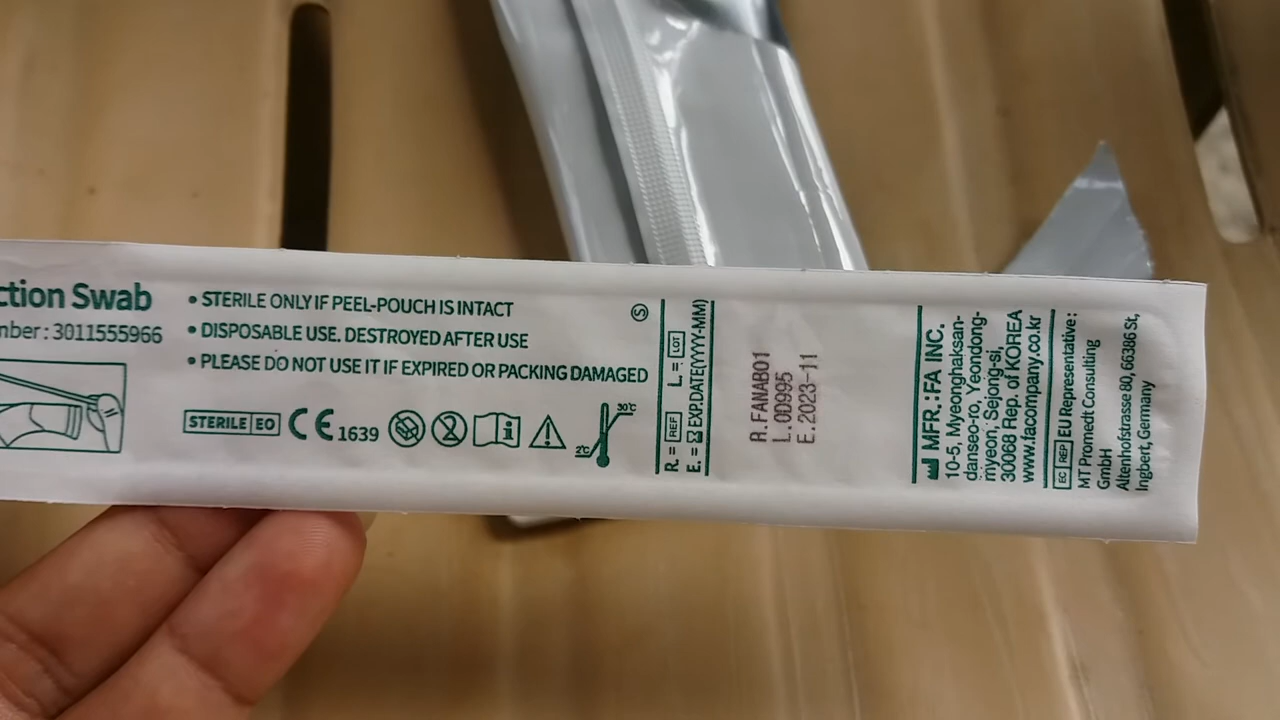 ction Swab
nber : 3011555966
• STERILE ONLY IF PEEL-POUCH IS INTACT
• DISPOSABLE USE. DESTROYED AFTER USE
• PLEASE DO NOT USE IT IF EXPIRED OR PACKING DAMAGED
S
STERILE EO
CE 1639
2
i
2℃
30℃
R. = REF L. = LOT
E. = EXP.DATE(YYYY-MM)
R.FANAB01
L.00995
E.2023-11
MFR.:FA INC.
10-5, Myeonghaksan-
danseo-ro, Yeondong-
myeon, Sejong-si,
30068 Rep. of KOREA
www.facompany.co.kr
EC REP EU Representative :
MT Promedt Consulting
GmbH
Altenhofstrasse 80, 66386 St,
Ingbert, Germany